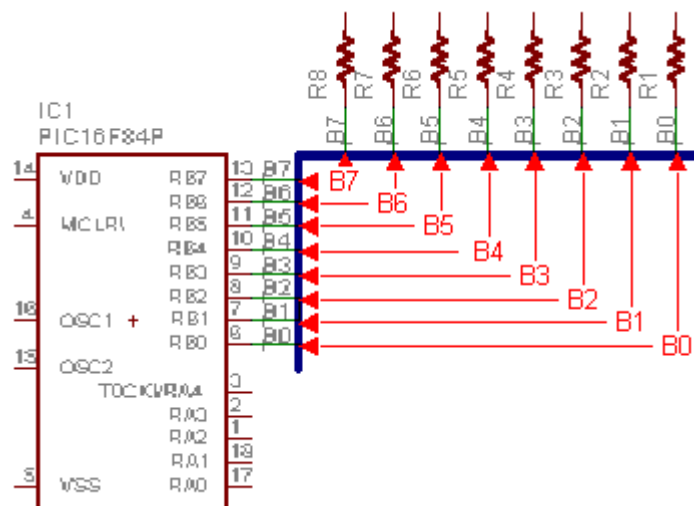 R8 R7 R6 R5 R4 R3 R2 R1
B7 B6 B5 B4 B3 B2 B1 B0
IC1
PIC16F84P
14 VDD RB7 13 B7 B7
RB6 12 B6 B6
4 MCLR\ RB5 11 B5 B5
RB4 10 B4 B4
RB3 9 B3 B3
RB2 8 B2 B2
16 OSC1 RB1 7 B1 B1
RB0 6 B0 B0
15 OSC2
TOCKI/RA4 3
RA3 2
RA2 1
RA1 18
5 VSS RA0 17